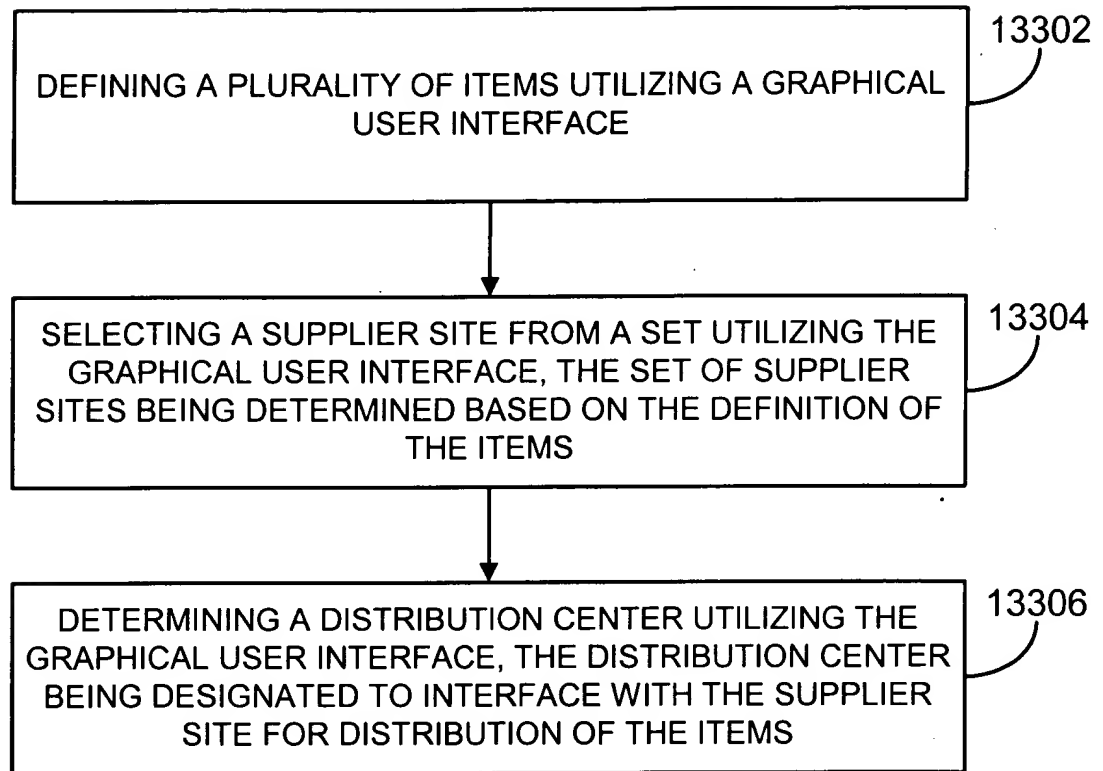 13302
DEFINING A PLURALITY OF ITEMS UTILIZING A GRAPHICAL
USER INTERFACE
13304
SELECTING A SUPPLIER SITE FROM A SET UTILIZING THE
GRAPHICAL USER INTERFACE, THE SET OF SUPPLIER
SITES BEING DETERMINED BASED ON THE DEFINITION OF
THE ITEMS
13306
DETERMINING A DISTRIBUTION CENTER UTILIZING THE
GRAPHICAL USER INTERFACE, THE DISTRIBUTION CENTER
BEING DESIGNATED TO INTERFACE WITH THE SUPPLIER
SITE FOR DISTRIBUTION OF THE ITEMS